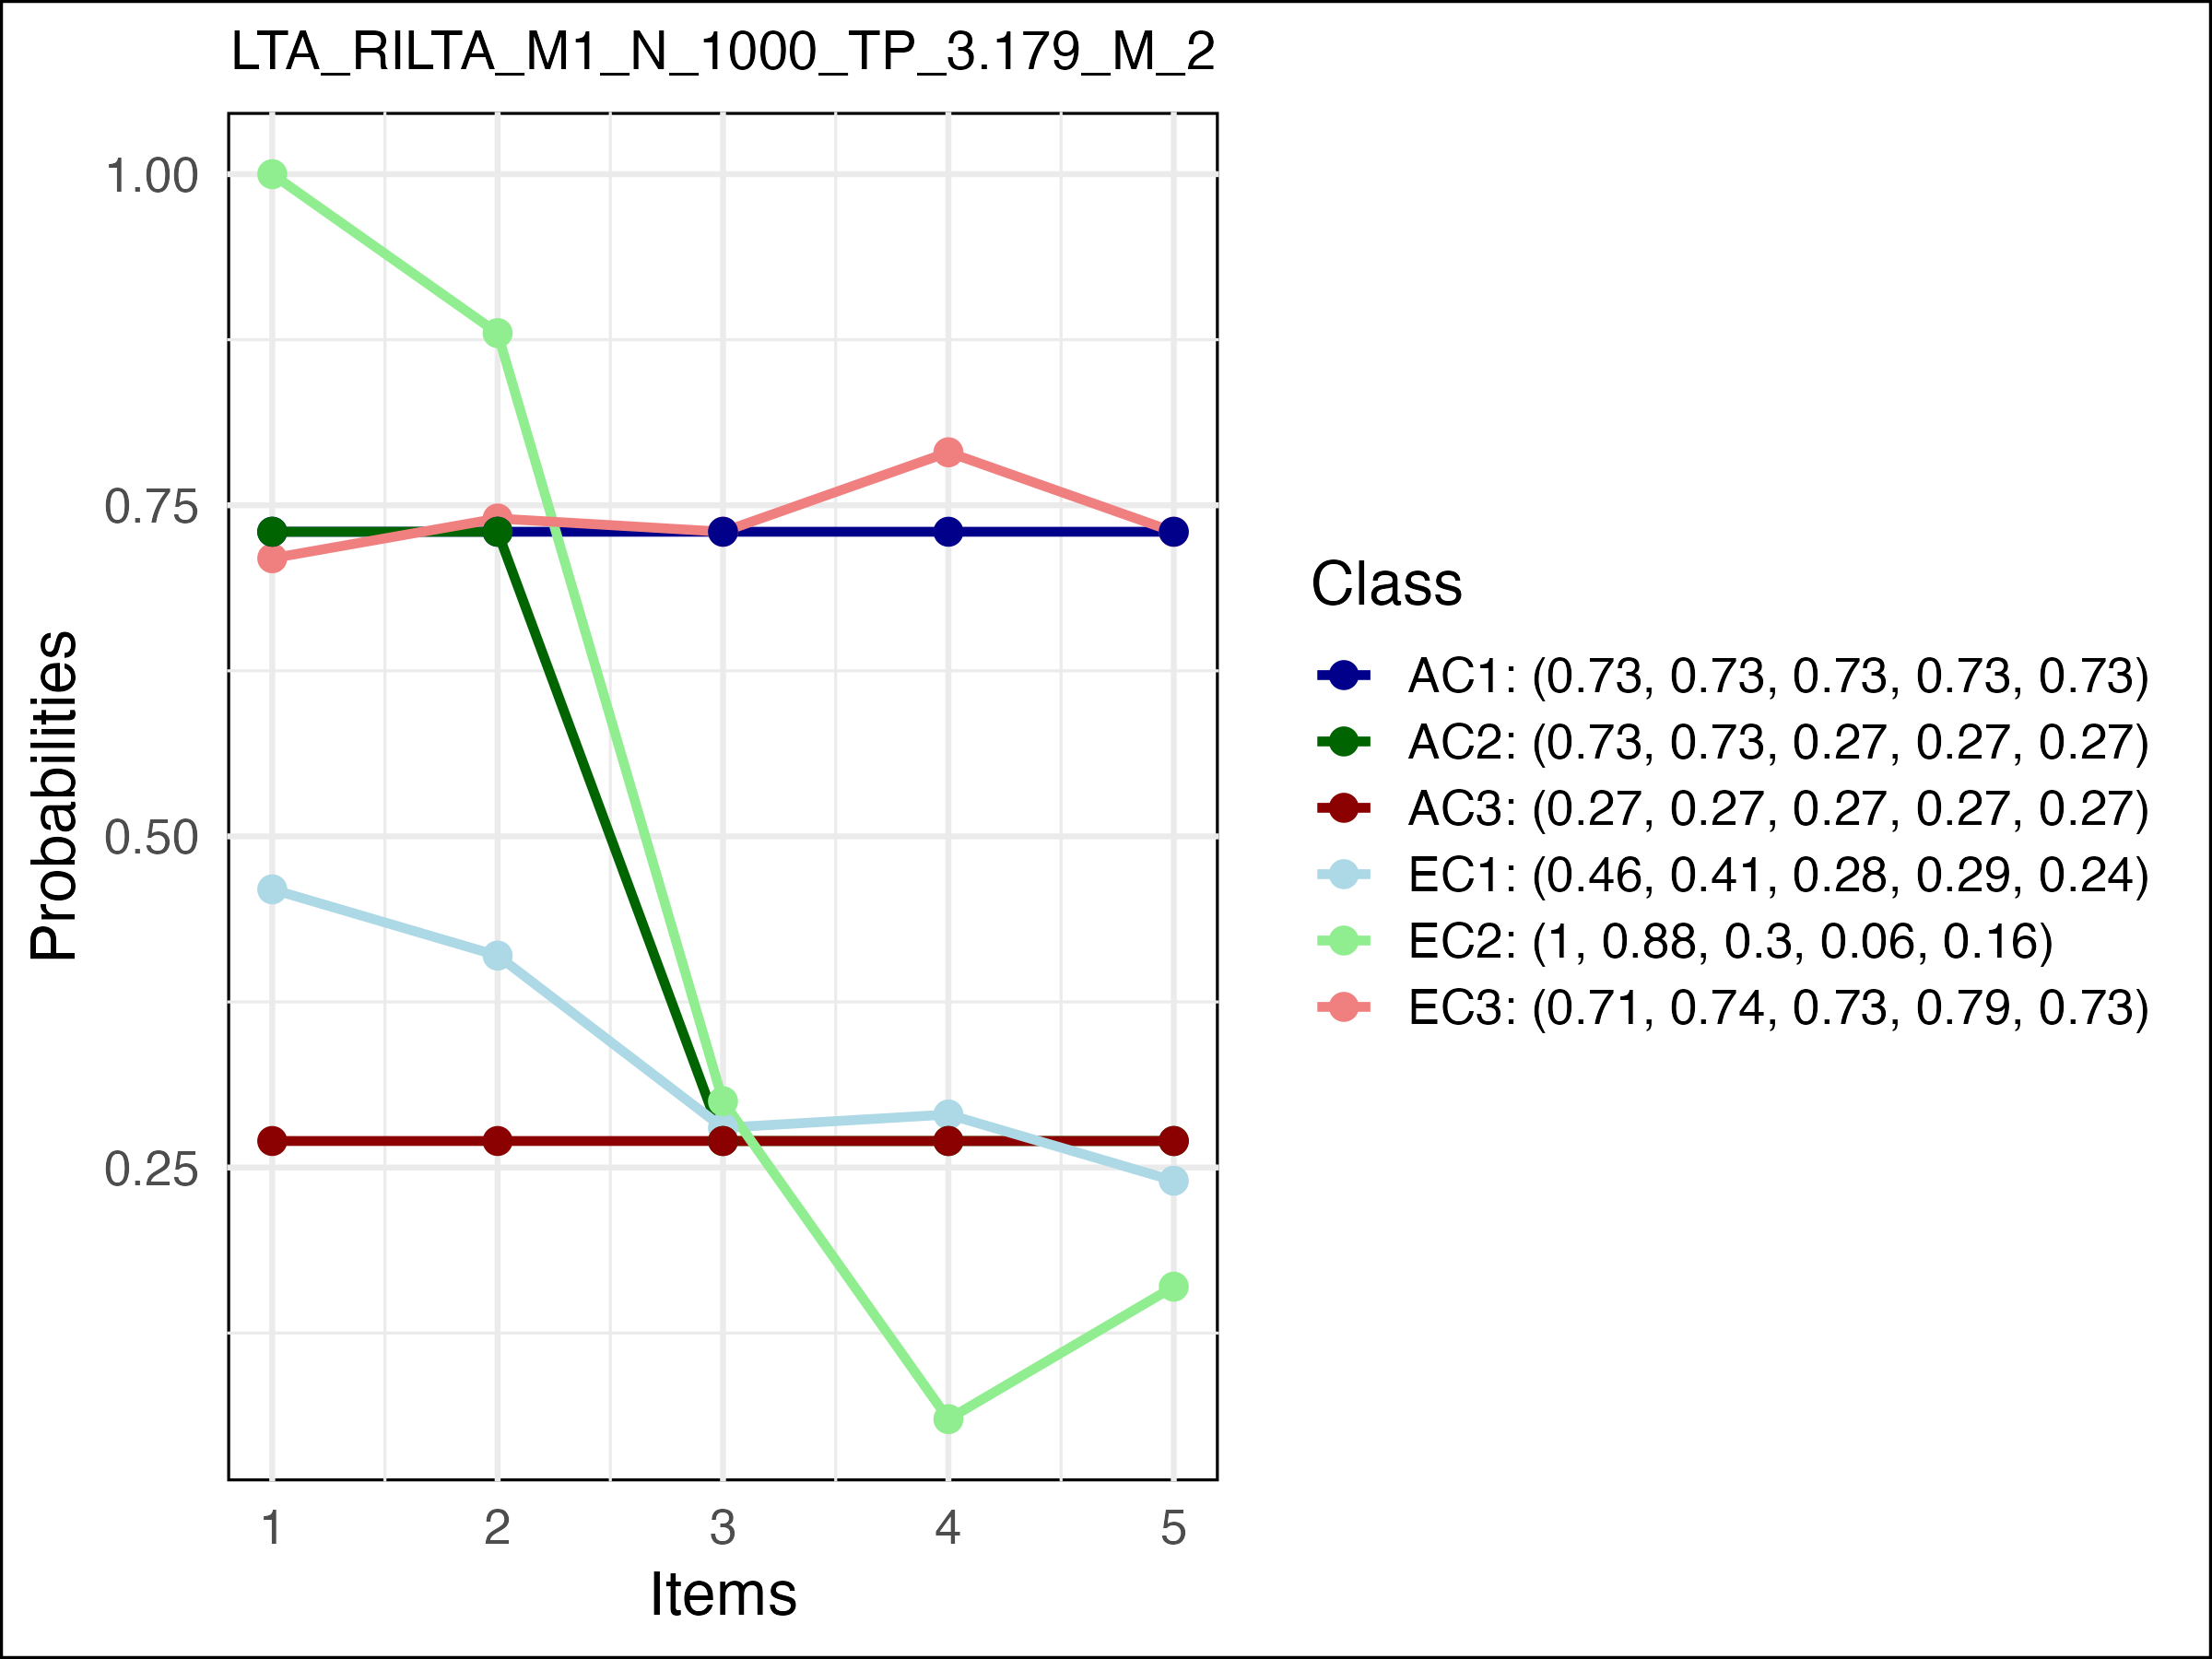 LTA_RILTA_M1_N_1000_TP_3.179_M_2
1.00
0.75
0.50
0.25
Probabilities
1 2 3 4 5
Items
Class
AC1: (0.73, 0.73, 0.73, 0.73, 0.73)
AC2: (0.73, 0.73, 0.27, 0.27, 0.27)
AC3: (0.27, 0.27, 0.27, 0.27, 0.27)
EC1: (0.46, 0.41, 0.28, 0.29, 0.24)
EC2: (1, 0.88, 0.3, 0.06, 0.16)
EC3: (0.71, 0.74, 0.73, 0.79, 0.73)